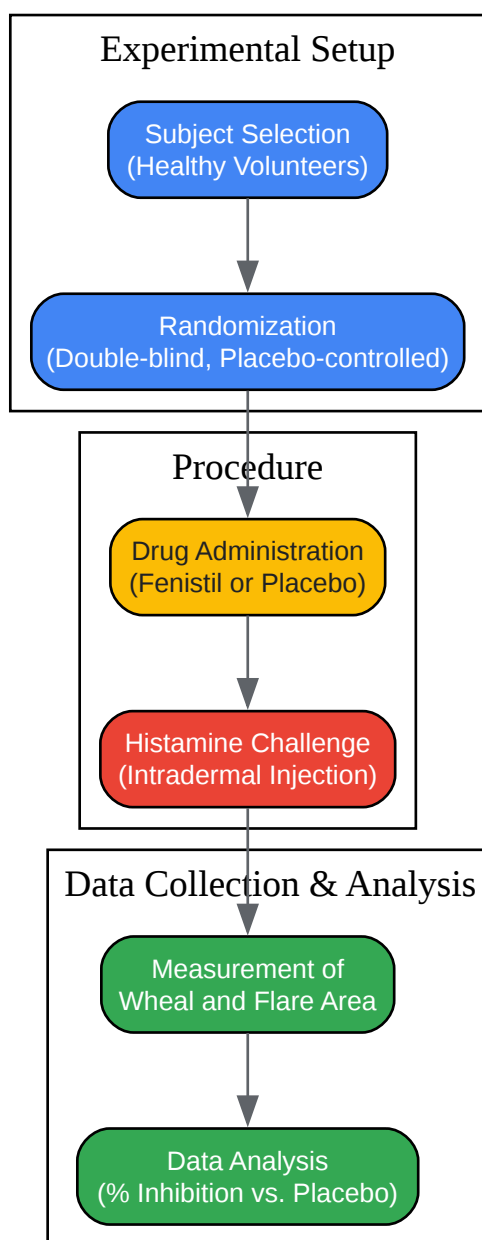 Experimental Setup
Subject Selection
(Healthy Volunteers)
Randomization
(Double-blind, Placebo-controlled)
Procedure
Drug Administration
(Fenistil or Placebo)
Histamine Challenge
(Intradermal Injection)
Data Collection & Analysis
Measurement of
Wheal and Flare Area
Data Analysis
(% Inhibition vs. Placebo)